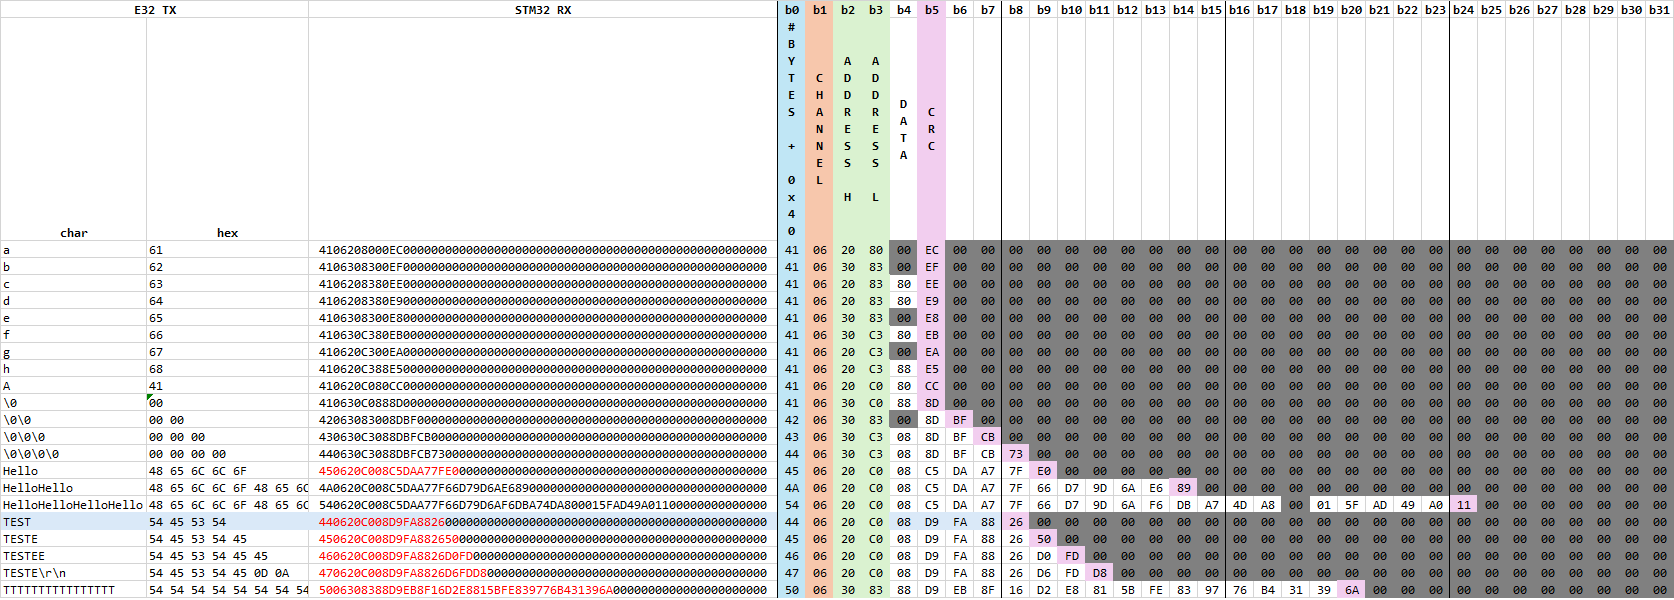 E32 TX STM32 RX b0 b1 b2 b3 b4 b5 b6 b7 b8 b9 b10 b11 b12 b13 b14 b15 b16 b17 b18 b19 b20 b21 b22 b23 b24 b25 b26 b27 b28 b29 b30 b31
char hex # BYTES + 0x40 CHANNEL ADDRESS H ADDRESS L DATA CRC
a 61 4106208000EC0000000000000000000000000000000000000000000000000000 41 06 20 80 00 EC 00 00 00 00 00 00 00 00 00 00 00 00 00 00 00 00 00 00 00 00 00 00 00 00 00 00
b 62 4106308300EF0000000000000000000000000000000000000000000000000000 41 06 30 83 00 EF 00 00 00 00 00 00 00 00 00 00 00 00 00 00 00 00 00 00 00 00 00 00 00 00 00 00
c 63 4106208380EE0000000000000000000000000000000000000000000000000000 41 06 20 83 80 EE 00 00 00 00 00 00 00 00 00 00 00 00 00 00 00 00 00 00 00 00 00 00 00 00 00 00
d 64 4106208380E90000000000000000000000000000000000000000000000000000 41 06 20 83 80 E9 00 00 00 00 00 00 00 00 00 00 00 00 00 00 00 00 00 00 00 00 00 00 00 00 00 00
e 65 4106308300E80000000000000000000000000000000000000000000000000000 41 06 30 83 00 E8 00 00 00 00 00 00 00 00 00 00 00 00 00 00 00 00 00 00 00 00 00 00 00 00 00 00
f 66 410630C380EB0000000000000000000000000000000000000000000000000000 41 06 30 C3 80 EB 00 00 00 00 00 00 00 00 00 00 00 00 00 00 00 00 00 00 00 00 00 00 00 00 00 00
g 67 410620C300EA0000000000000000000000000000000000000000000000000000 41 06 20 C3 00 EA 00 00 00 00 00 00 00 00 00 00 00 00 00 00 00 00 00 00 00 00 00 00 00 00 00 00
h 68 410620C388E50000000000000000000000000000000000000000000000000000 41 06 20 C3 88 E5 00 00 00 00 00 00 00 00 00 00 00 00 00 00 00 00 00 00 00 00 00 00 00 00 00 00
A 41 410620C080CC0000000000000000000000000000000000000000000000000000 41 06 20 C0 80 CC 00 00 00 00 00 00 00 00 00 00 00 00 00 00 00 00 00 00 00 00 00 00 00 00 00 00
\0 00 410630C0888D0000000000000000000000000000000000000000000000000000 41 06 30 C0 88 8D 00 00 00 00 00 00 00 00 00 00 00 00 00 00 00 00 00 00 00 00 00 00 00 00 00 00
\0\0 00 00 42063083008DBF00000000000000000000000000000000000000000000000000 42 06 30 83 00 8D BF 00 00 00 00 00 00 00 00 00 00 00 00 00 00 00 00 00 00 00 00 00 00 00 00 00
\0\0\0 00 00 00 430630C3088DBFCB000000000000000000000000000000000000000000000000 43 06 30 C3 08 8D BF CB 00 00 00 00 00 00 00 00 00 00 00 00 00 00 00 00 00 00 00 00 00 00 00 00
\0\0\0\0 00 00 00 00 440630C3088DBFCB730000000000000000000000000000000000000000000000 44 06 30 C3 08 8D BF CB 73 00 00 00 00 00 00 00 00 00 00 00 00 00 00 00 00 00 00 00 00 00 00 00
Hello 48 65 6C 6C 6F 450620C008C5DAA77FE000000000000000000000000000000000000000000000 45 06 20 C0 08 C5 DA A7 7F E0 00 00 00 00 00 00 00 00 00 00 00 00 00 00 00 00 00 00 00 00 00 00
HelloHello 48 65 6C 6C 6F 48 65 6C 4A0620C008C5DAA77F66D79D6AE6890000000000000000000000000000000000 4A 06 20 C0 08 C5 DA A7 7F 66 D7 9D 6A E6 89 00 00 00 00 00 00 00 00 00 00 00 00 00 00 00 00 00
HelloHelloHelloHello 48 65 6C 6C 6F 48 65 6C 540620C008C5DAA77F66D79D6AF6DBA74DA800015FAD49A01100000000000000 54 06 20 C0 08 C5 DA A7 7F 66 D7 9D 6A F6 DB A7 4D A8 00 01 5F AD 49 A0 11 00 00 00 00 00 00 00
TEST 54 45 53 54 440620C008D9FA88260000000000000000000000000000000000000000000000 44 06 20 C0 08 D9 FA 88 26 00 00 00 00 00 00 00 00 00 00 00 00 00 00 00 00 00 00 00 00 00 00 00
TESTE 54 45 53 54 45 450620C008D9FA88265000000000000000000000000000000000000000000000 45 06 20 C0 08 D9 FA 88 26 50 00 00 00 00 00 00 00 00 00 00 00 00 00 00 00 00 00 00 00 00 00 00
TESTEE 54 45 53 54 45 45 460620C008D9FA8826D0FD000000000000000000000000000000000000000000 46 06 20 C0 08 D9 FA 88 26 D0 FD 00 00 00 00 00 00 00 00 00 00 00 00 00 00 00 00 00 00 00 00 00
TESTE\r\n 54 45 53 54 45 0D 0A 470620C008D9FA8826D6FDD80000000000000000000000000000000000000000 47 06 20 C0 08 D9 FA 88 26 D6 FD D8 00 00 00 00 00 00 00 00 00 00 00 00 00 00 00 00 00 00 00 00
TTTTTTTTTTTTTTTT 54 54 54 54 54 54 54 54 5006308388D9EB8F16D2E8815BFE839776B431396A0000000000000000000000 50 06 30 83 88 D9 EB 8F 16 D2 E8 81 5B FE 83 97 76 B4 31 39 6A 00 00 00 00 00 00 00 00 00 00 00